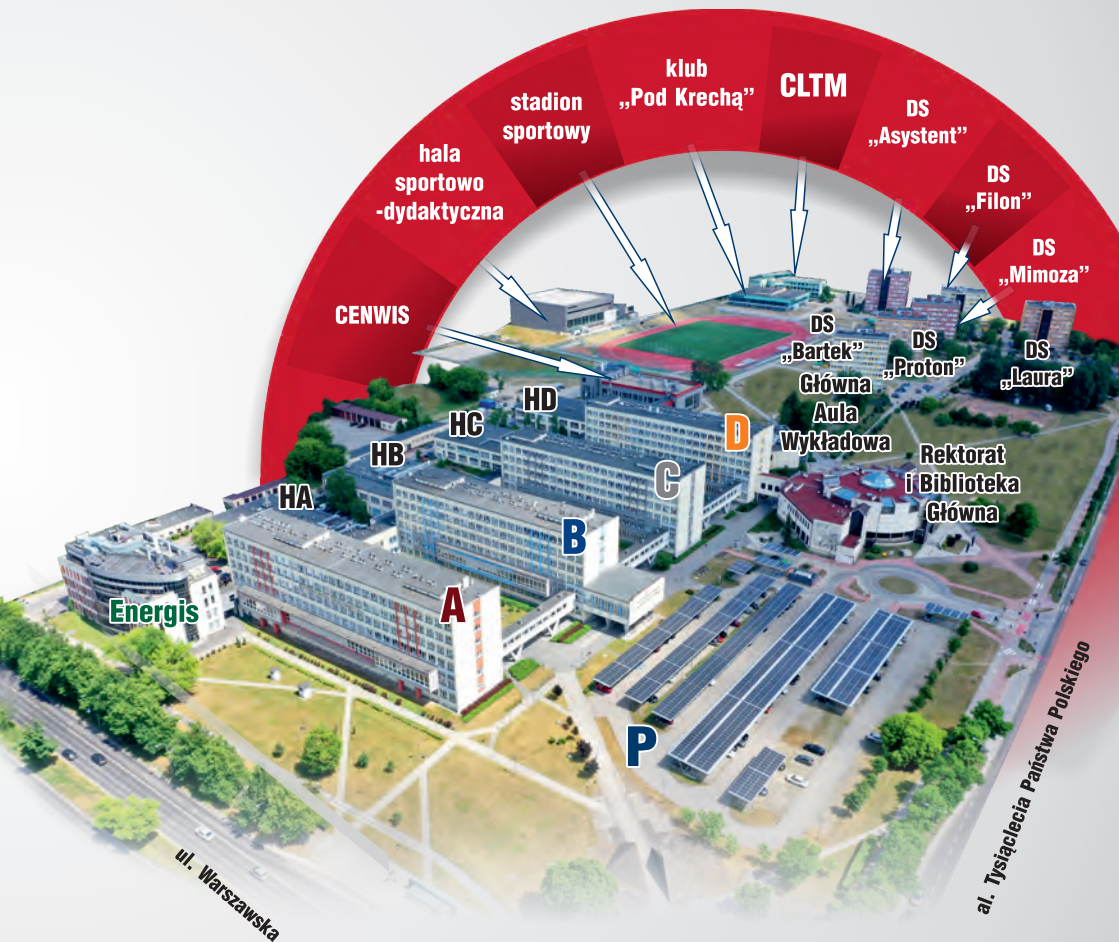 klub
„Pod Krechą”
CLTM
stadion
sportowy
DS
„Asystent”
hala
sportowo
-dydaktyczna
DS
„Filon”
DS
„Mimoza”
CENWIS
DS
„Bartek”
DS
„Proton”
DS
„Laura”
Główna
Aula
Wykładowa
HD
HC
HB
HA
D
C
B
A
Rektorat
i Biblioteka
Główna
Energis
P
ul. Warszawska
al. Tysiąclecia Państwa Polskiego